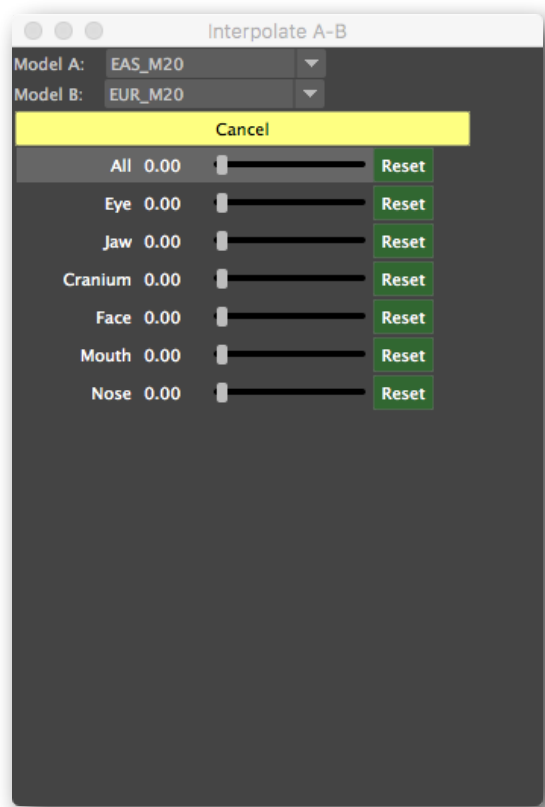 Interpolate A-B
Model A: EAS_M20
Model B: EUR_M20
Cancel
All 0.00 Reset
Eye 0.00 Reset
Jaw 0.00 Reset
Cranium 0.00 Reset
Face 0.00 Reset
Mouth 0.00 Reset
Nose 0.00 Reset